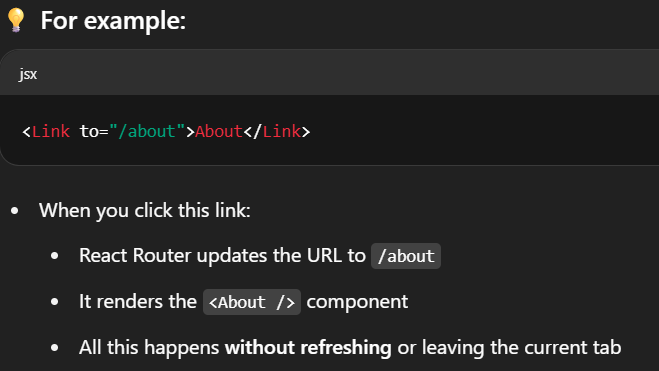 💡 For example:
jsx
<Link to="/about">About</Link>
• When you click this link:
• React Router updates the URL to /about
• It renders the <About /> component
• All this happens without refreshing or leaving the current tab